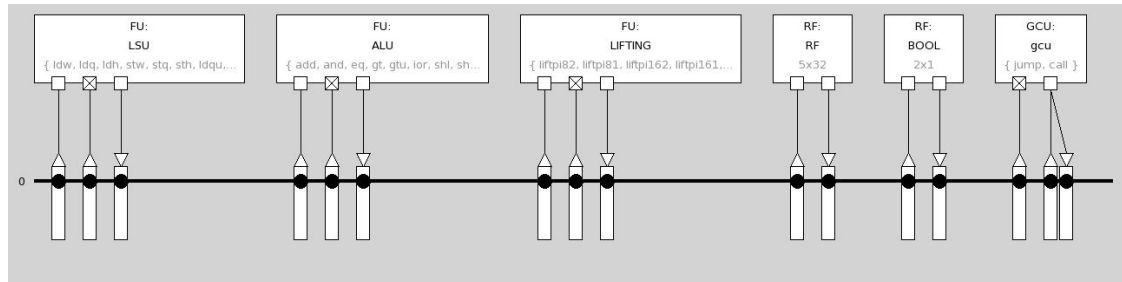 FU:
LSU
{ ldw, ldq, ldh, stw, stq, sth, ldqu,...
FU:
ALU
{ add, and, eq, gt, gtu, ior, shl, sh...
FU:
LIFTING
{ liftpi82, liftpi81, liftpi162, liftpi161,...
RF:
RF
5x32
RF:
BOOL
2x1
GCU:
gcu
{ jump, call }
0